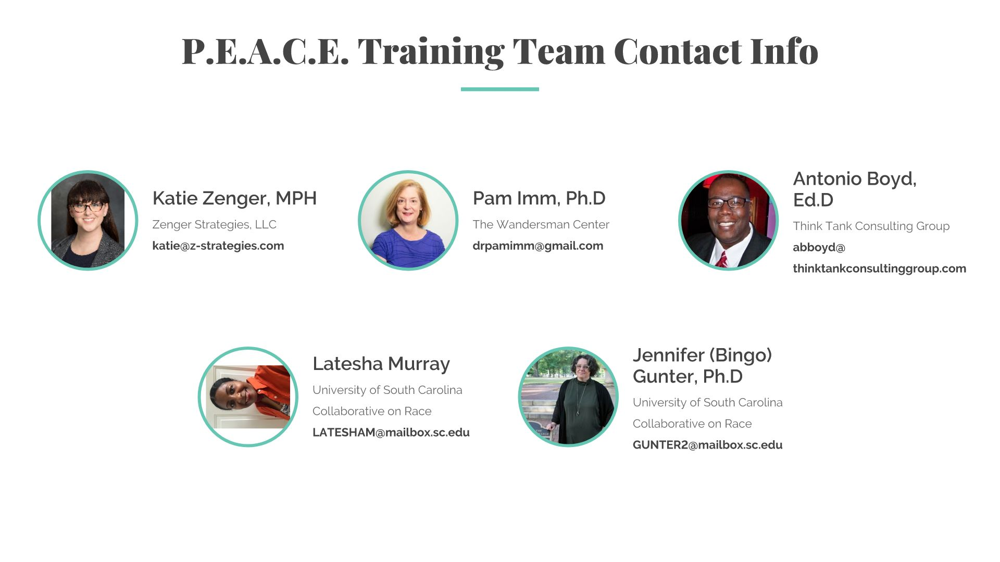 P.E.A.C.E. Training Team Contact Info
Katie Zenger, MPH
Zenger Strategies, LLC
katie@z-strategies.com
Pam Imm, Ph.D
The Wandersman Center
drpamimm@gmail.com
Antonio Boyd,
Ed.D
Think Tank Consulting Group
abboyd@
thinktankconsultinggroup.com
Latesha Murray
University of South Carolina
Collaborative on Race
LATESHAM@mailbox.sc.edu
Jennifer (Bingo)
Gunter, Ph.D
University of South Carolina
Collaborative on Race
GUNTER2@mailbox.sc.edu